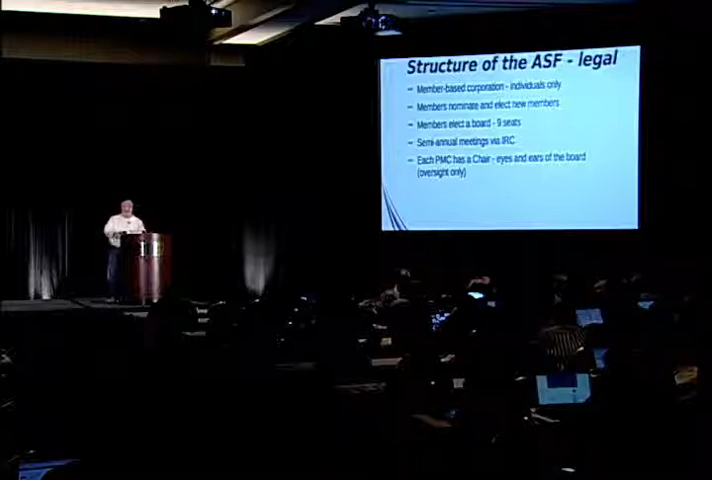 Structure of the ASF - legal
– Member-based corporation - individuals only
– Members nominate and elect new members
– Members elect a board - 9 seats
– Semi-annual meetings via IRC
– Each PMC has a Chair - eyes and ears of the board
(oversight only)